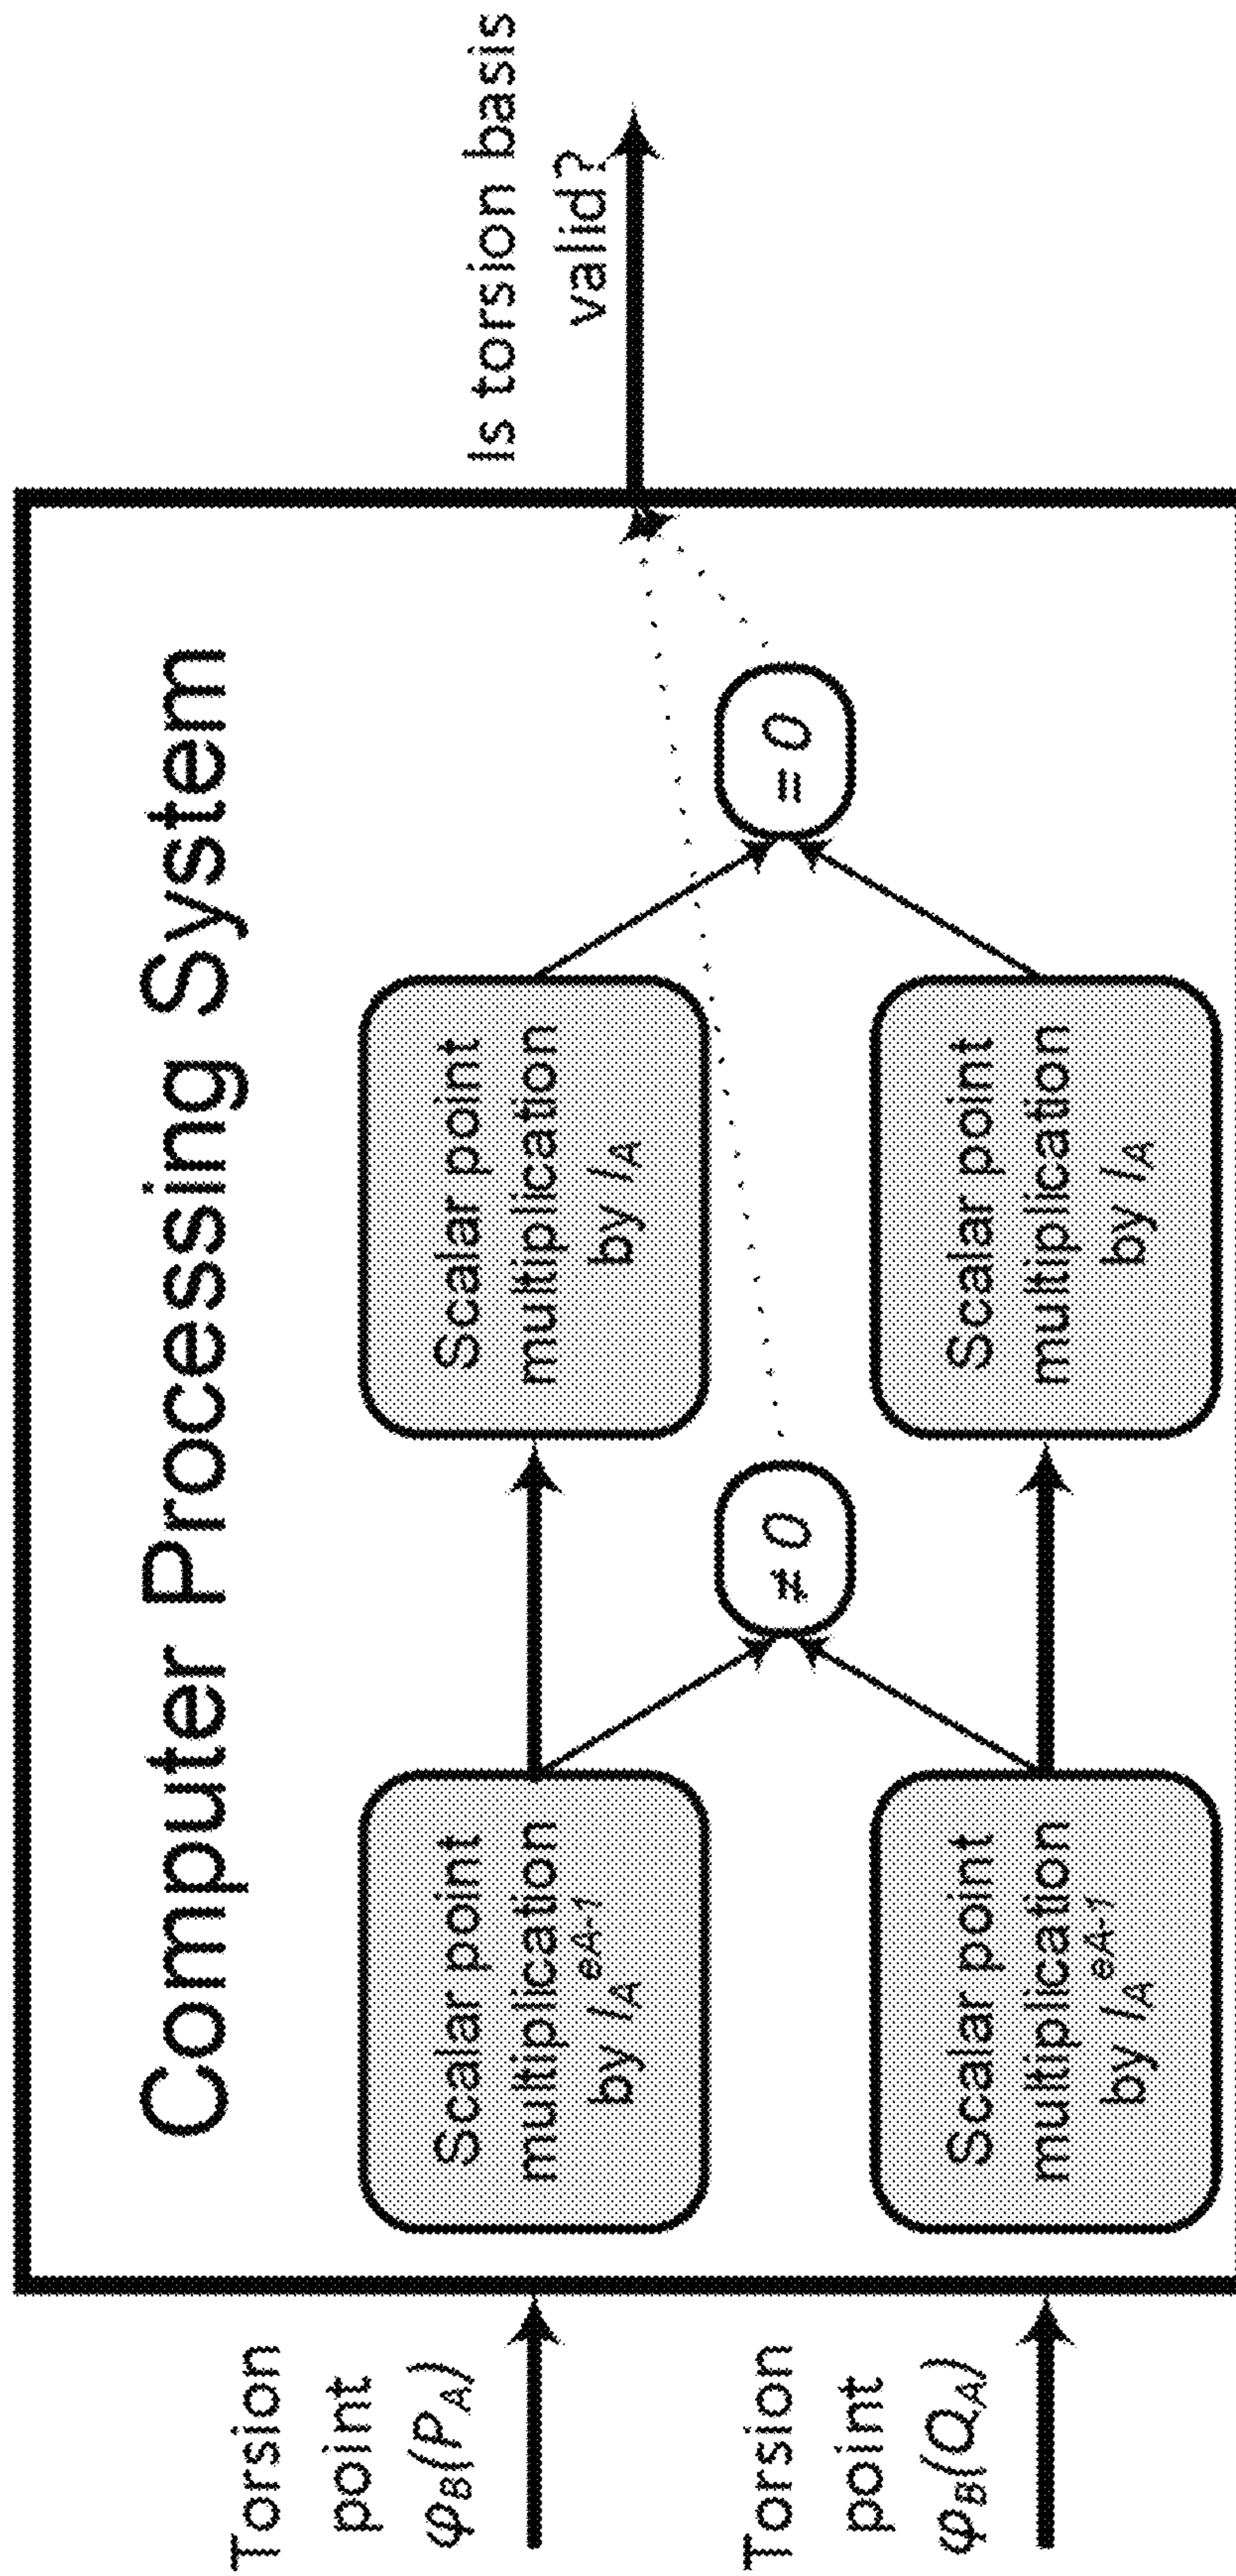 Computer Processing System
Torsion
point
φB(PA)
Scalar point
multiplication
by lA^eA-1
Scalar point
multiplication
by lA
≠ 0
= 0
Is torsion basis
valid?
Torsion
point
φB(QA)
Scalar point
multiplication
by lA^eA-1
Scalar point
multiplication
by lA